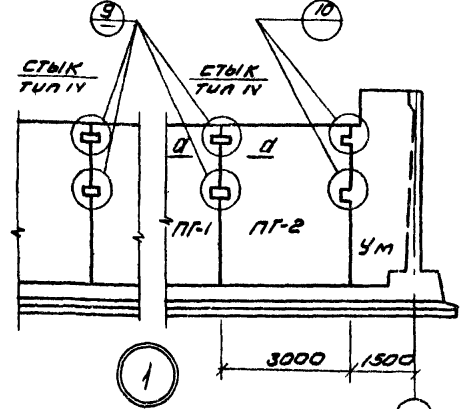 9 10
СТЫК СТЫК
ТИП IV ТИП IV
а а
ПГ-1 ПГ-2
УМ
3000 1500
1